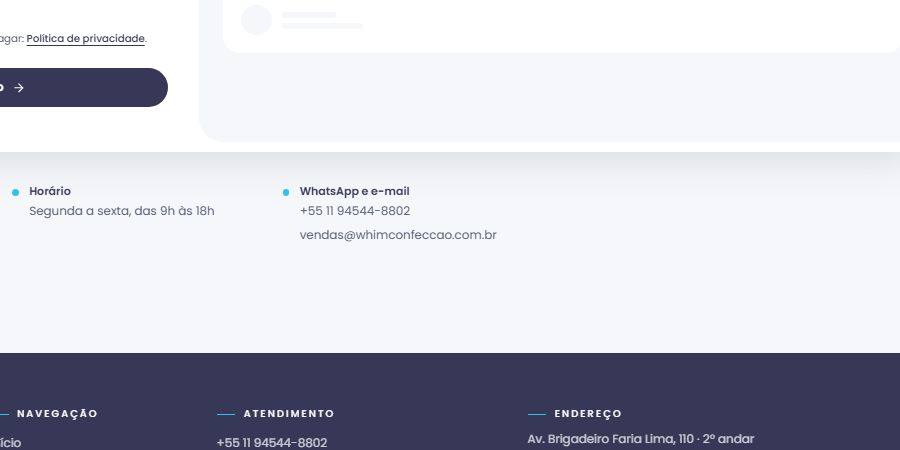 agar: Política de privacidade.
Horário
Segunda a sexta, das 9h às 18h
WhatsApp e e-mail
+55 11 94544-8802
vendas@whimconfeccao.com.br
NAVEGAÇÃO
ício
ATENDIMENTO
+55 11 94544-8802
ENDEREÇO
Av. Brigadeiro Faria Lima, 110 · 2º andar